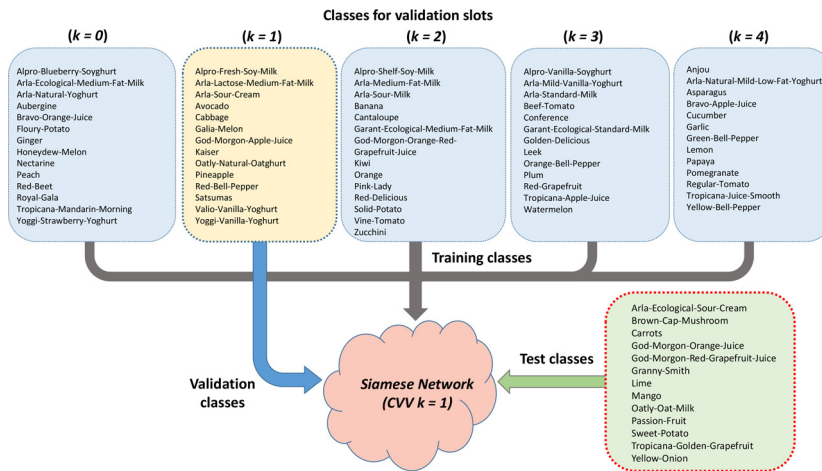 Classes for validation slots
(k = 0)
(k = 1)
(k = 2)
(k = 3)
(k = 4)
Alpro-Blueberry-Soyghurt
Arla-Ecological-Medium-Fat-Milk
Arla-Natural-Yoghurt
Aubergine
Bravo-Orange-Juice
Floury-Potato
Ginger
Honeydew-Melon
Nectarine
Peach
Red-Beet
Royal-Gala
Tropicana-Mandarin-Morning
Yoggi-Strawberry-Yoghurt
Alpro-Fresh-Soy-Milk
Arla-Lactose-Medium-Fat-Milk
Arla-Sour-Cream
Avocado
Cabbage
Galia-Melon
God-Morgon-Apple-Juice
Kaiser
Oatly-Natural-Oatghurt
Pineapple
Red-Bell-Pepper
Satsumas
Valio-Vanilla-Yoghurt
Yoggi-Vanilla-Yoghurt
Alpro-Shelf-Soy-Milk
Arla-Medium-Fat-Milk
Arla-Sour-Milk
Banana
Cantaloupe
Garant-Ecological-Medium-Fat-Milk
God-Morgon-Orange-Red-
Grapefruit-Juice
Kiwi
Orange
Pink-Lady
Red-Delicious
Solid-Potato
Vine-Tomato
Zucchini
Alpro-Vanilla-Soyghurt
Arla-Mild-Vanilla-Yoghurt
Arla-Standard-Milk
Beef-Tomato
Conference
Garant-Ecological-Standard-Milk
Golden-Delicious
Leek
Orange-Bell-Pepper
Plum
Red-Grapefruit
Tropicana-Apple-Juice
Watermelon
Anjou
Arla-Natural-Mild-Low-Fat-Yoghurt
Asparagus
Bravo-Apple-Juice
Cucumber
Garlic
Green-Bell-Pepper
Lemon
Papaya
Pomegranate
Regular-Tomato
Tropicana-Juice-Smooth
Yellow-Bell-Pepper
Training classes
Validation
classes
Siamese Network
(CVV k = 1)
Test classes
Arla-Ecological-Sour-Cream
Brown-Cap-Mushroom
Carrots
God-Morgon-Orange-Juice
God-Morgon-Red-Grapefruit-Juice
Granny-Smith
Lime
Mango
Oatly-Oat-Milk
Passion-Fruit
Sweet-Potato
Tropicana-Golden-Grapefruit
Yellow-Onion